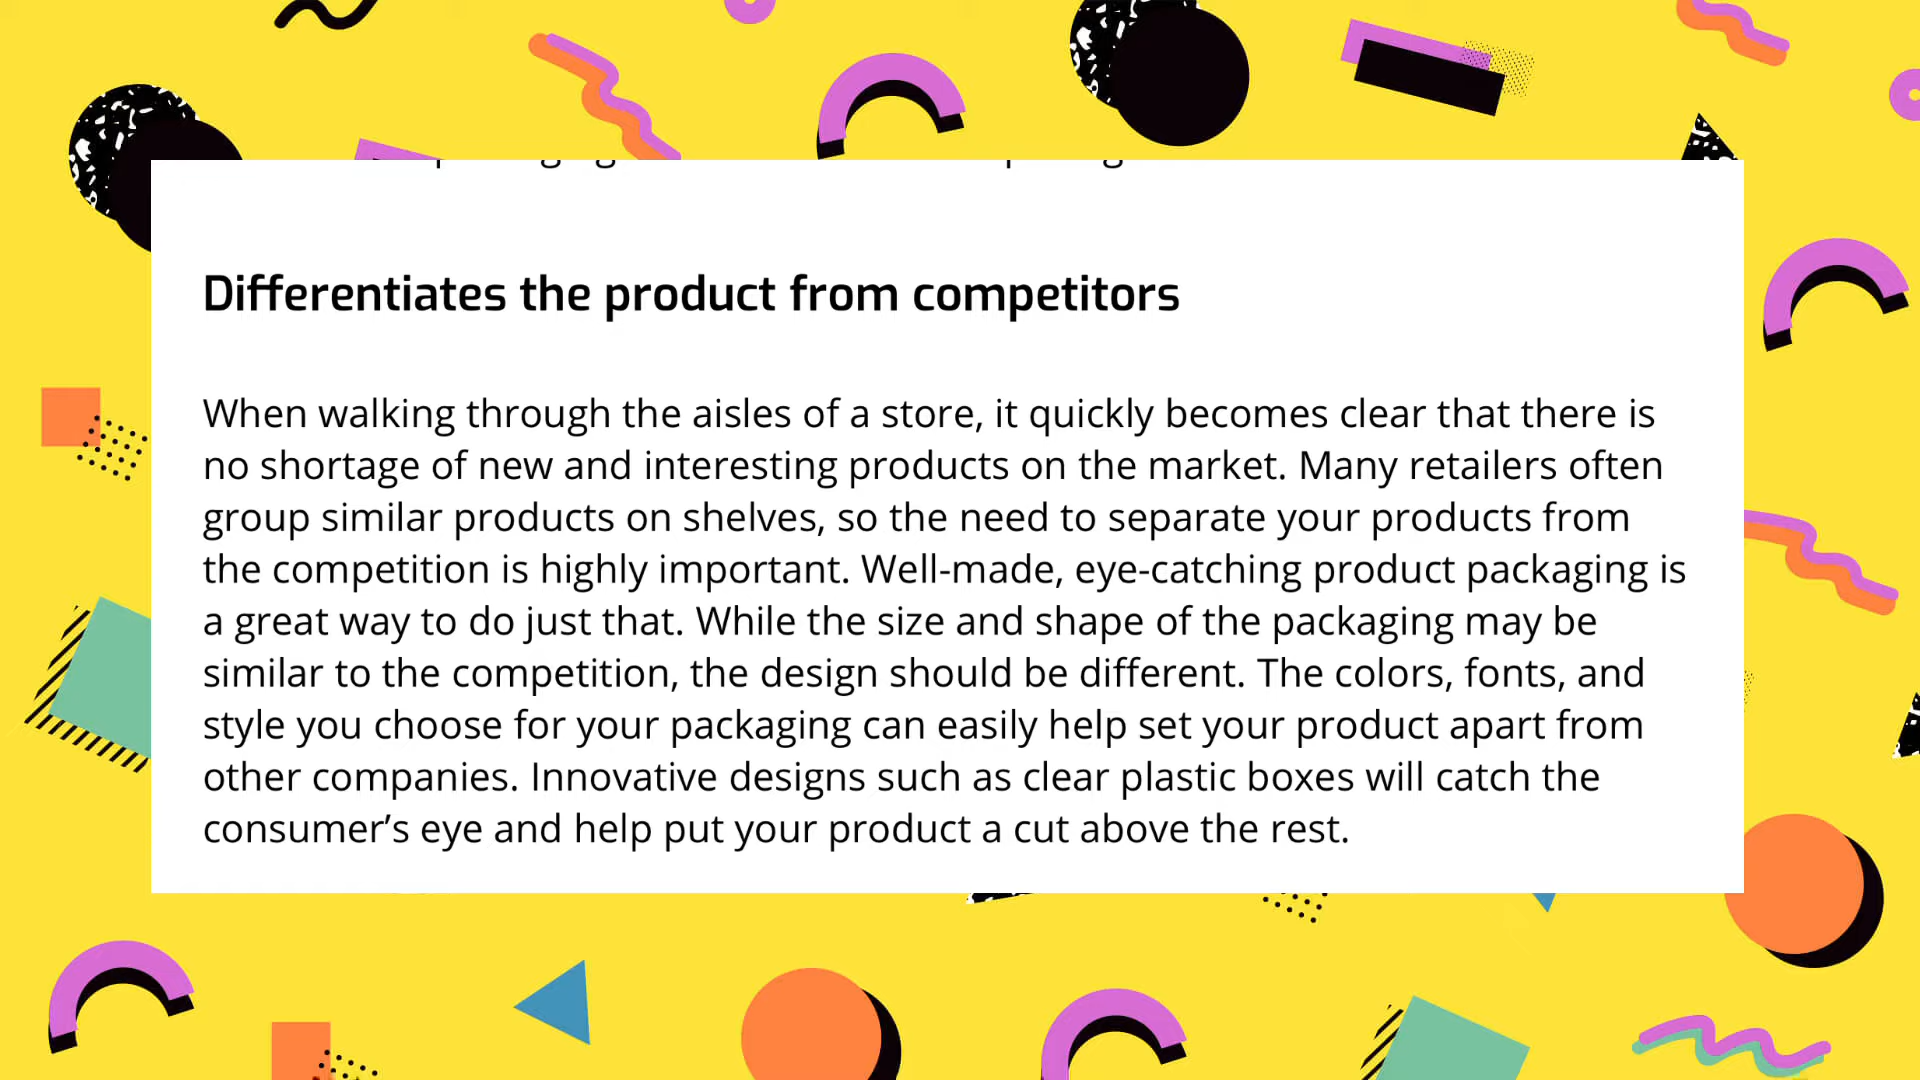 Differentiates the product from competitors
When walking through the aisles of a store, it quickly becomes clear that there is
no shortage of new and interesting products on the market. Many retailers often
group similar products on shelves, so the need to separate your products from
the competition is highly important. Well-made, eye-catching product packaging is
a great way to do just that. While the size and shape of the packaging may be
similar to the competition, the design should be different. The colors, fonts, and
style you choose for your packaging can easily help set your product apart from
other companies. Innovative designs such as clear plastic boxes will catch the
consumer’s eye and help put your product a cut above the rest.